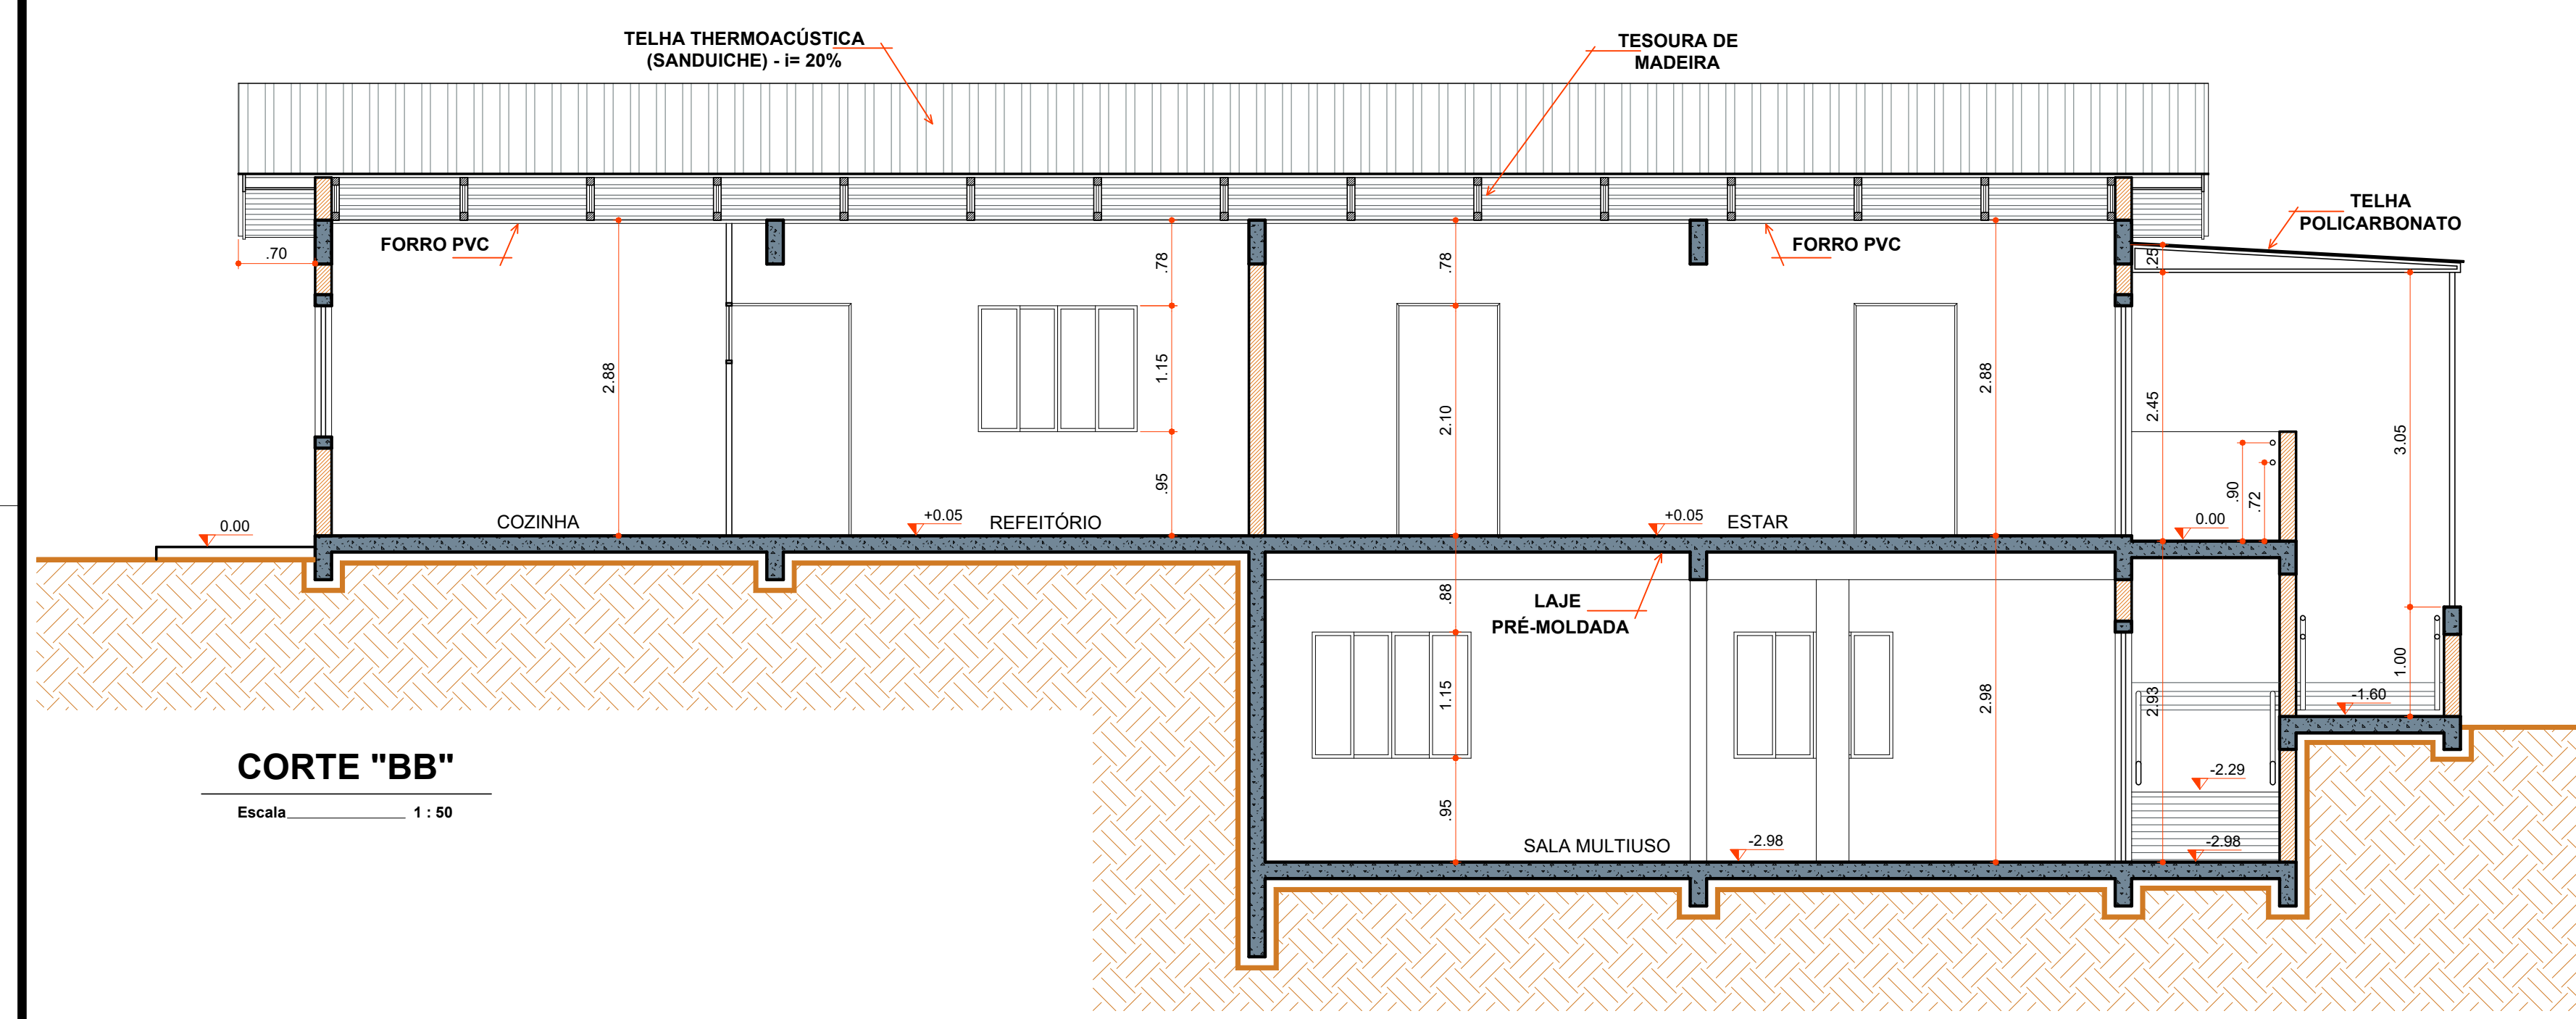 TELHA THERMOACÚSTICA
(SANDUICHE) - i= 20%
TESOURA DE
MADEIRA
TELHA
POLICARBONATO
FORRO PVC
FORRO PVC
.70
.78
.78
.25
2.88
1.15
2.10
2.88
2.45
3.05
.95
.90
.72
0.00
COZINHA
+0.05
REFEITÓRIO
+0.05
ESTAR
0.00
LAJE
PRÉ-MOLDADA
.88
1.15
2.98
2.93
1.00
-1.60
-2.29
.95
SALA MULTIUSO
-2.98
-2.98
CORTE "BB"
Escala 1 : 50